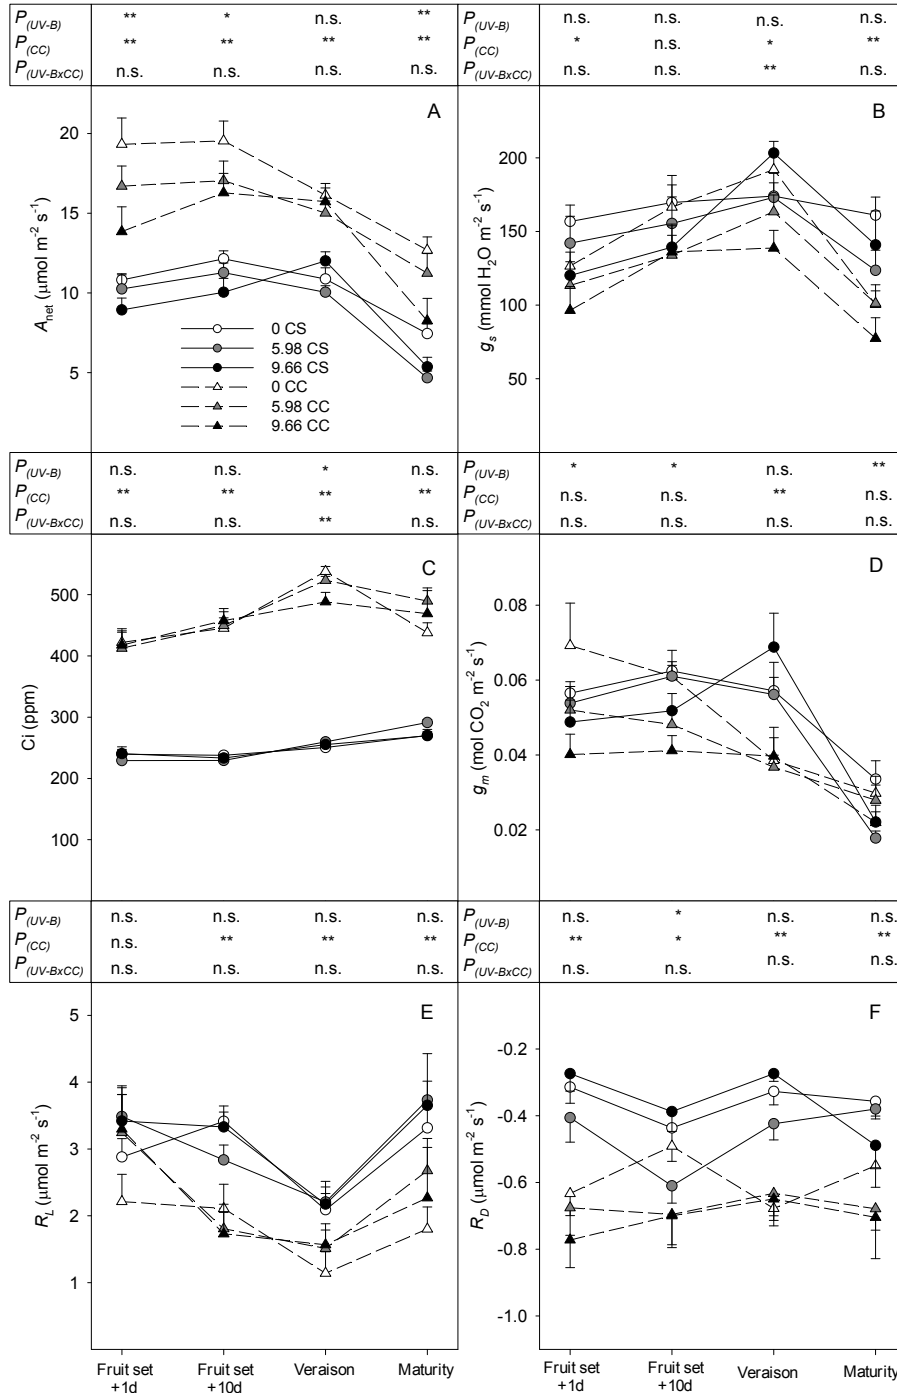 P(UV-B) ** * n.s. **
P(CC) ** ** ** **
P(UV-BxCC) n.s. n.s. n.s. n.s.
P(UV-B) n.s. n.s. n.s. n.s.
P(CC) * n.s. * **
P(UV-BxCC) n.s. n.s. ** n.s.
A
20
15
10
5
Anet (µmol m⁻² s⁻¹)
0 CS
5.98 CS
9.66 CS
0 CC
5.98 CC
9.66 CC
B
200
150
100
50
gs (mmol H₂O m⁻² s⁻¹)
P(UV-B) n.s. n.s. * n.s.
P(CC) ** ** ** **
P(UV-BxCC) n.s. n.s. ** n.s.
P(UV-B) * * n.s. **
P(CC) n.s. n.s. ** n.s.
P(UV-BxCC) n.s. n.s. n.s. n.s.
C
500
400
300
200
100
Ci (ppm)
D
0.08
0.06
0.04
0.02
gm (mol CO₂ m⁻² s⁻¹)
P(UV-B) n.s. n.s. n.s. n.s.
P(CC) n.s. ** ** **
P(UV-BxCC) n.s. n.s. n.s. n.s.
P(UV-B) n.s. * n.s. n.s.
P(CC) ** * ** **
P(UV-BxCC) n.s. n.s. n.s. n.s.
E
5
4
3
2
1
RL (µmol m⁻² s⁻¹)
Fruit set +1d
Fruit set +10d
Veraison
Maturity
F
-0.2
-0.4
-0.6
-0.8
-1.0
RD (µmol m⁻² s⁻¹)
Fruit set +1d
Fruit set +10d
Veraison
Maturity